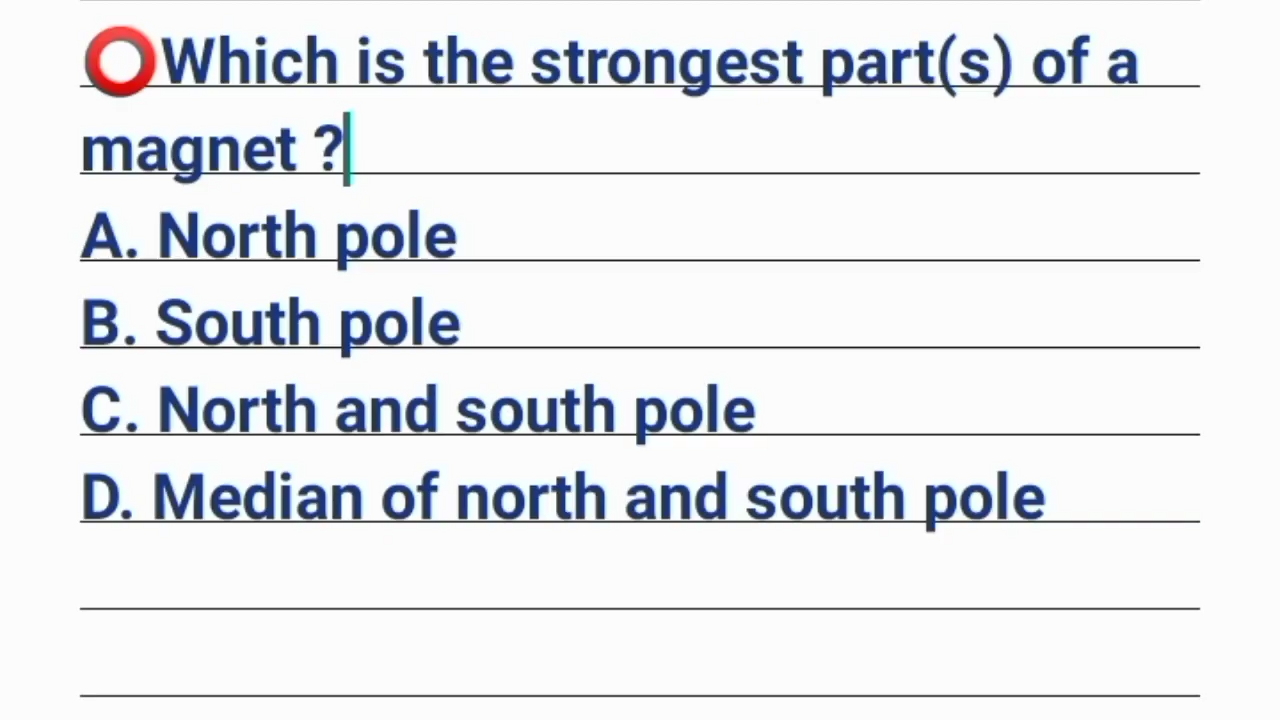 ⭕Which is the strongest part(s) of a
magnet ?
A. North pole
B. South pole
C. North and south pole
D. Median of north and south pole